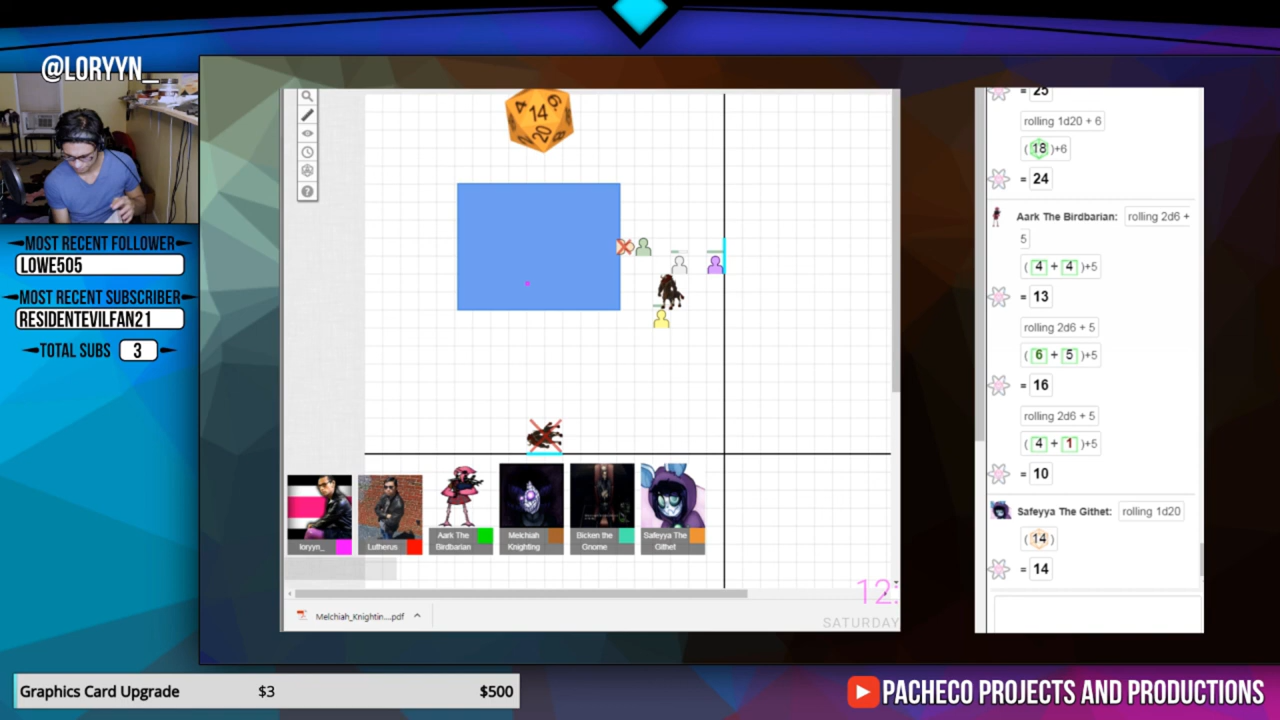 @LORYYN_
MOST RECENT FOLLOWER
LOWE505
MOST RECENT SUBSCRIBER
RESIDENTEVILFAN21
TOTAL SUBS 3
4 14
20
loryyn_
Lutherus
Aark The
Birdbarian
Melchiah
Knighting
Bicken the
Gnome
Safeyya The
Githet
Melchiah_Knightin....pdf
12:
SATURDAY
= 25
rolling 1d20 + 6
(18)+6
= 24
Aark The Birdbarian: rolling 2d6 +
5
(4 + 4)+5
= 13
rolling 2d6 + 5
(6 + 5)+5
= 16
rolling 2d6 + 5
(4 + 1)+5
= 10
Safeyya The Githet: rolling 1d20
(14)
= 14
Graphics Card Upgrade $3 $500
PACHECO PROJECTS AND PRODUCTIONS